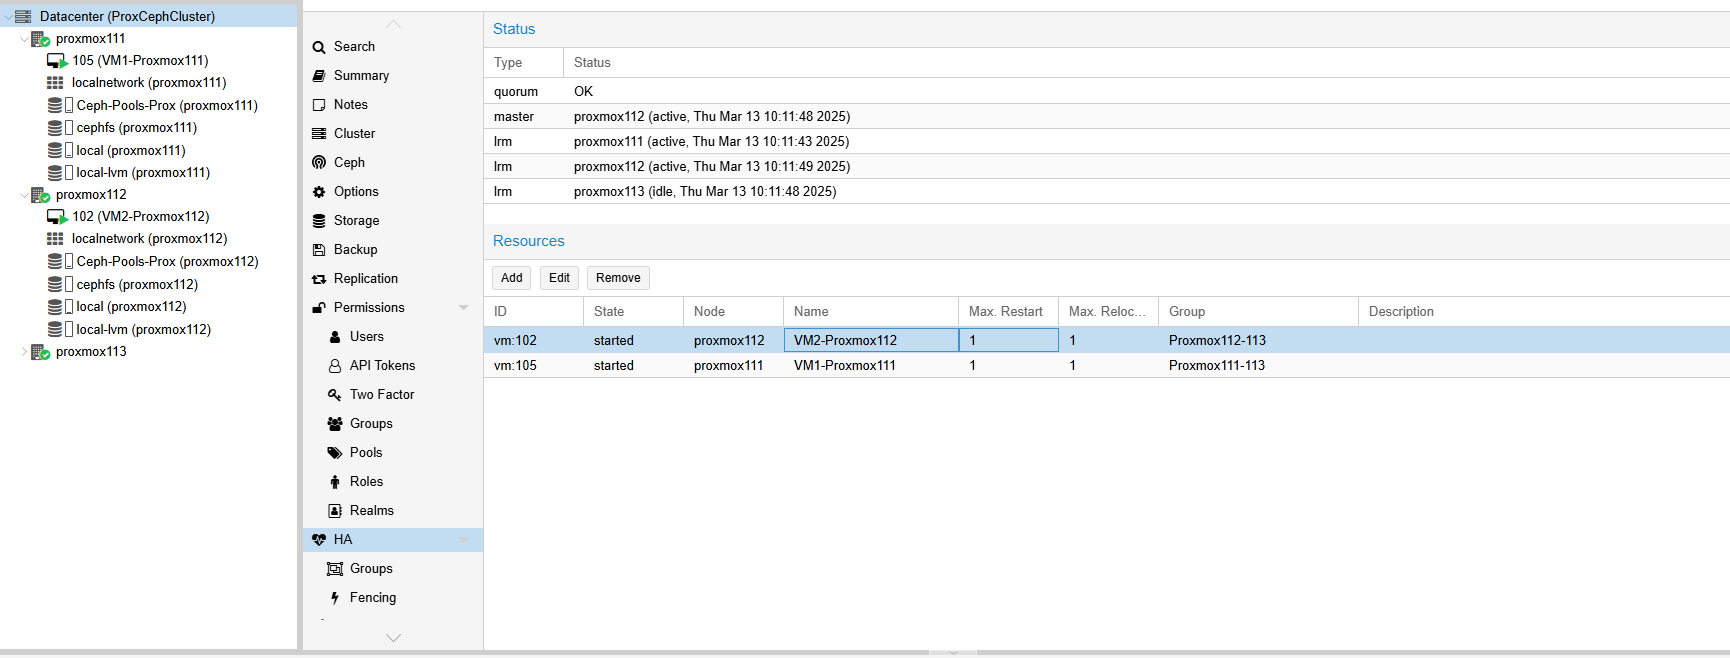 Datacenter (ProxCephCluster)
proxmox111
105 (VM1-Proxmox111)
localnetwork (proxmox111)
Ceph-Pools-Prox (proxmox111)
cephfs (proxmox111)
local (proxmox111)
local-lvm (proxmox111)
proxmox112
102 (VM2-Proxmox112)
localnetwork (proxmox112)
Ceph-Pools-Prox (proxmox112)
cephfs (proxmox112)
local (proxmox112)
local-lvm (proxmox112)
proxmox113
Search
Summary
Notes
Cluster
Ceph
Options
Storage
Backup
Replication
Permissions
Users
API Tokens
Two Factor
Groups
Pools
Roles
Realms
HA
Groups
Fencing
Status
Type Status
quorum OK
master proxmox112 (active, Thu Mar 13 10:11:48 2025)
lrm proxmox111 (active, Thu Mar 13 10:11:43 2025)
lrm proxmox112 (active, Thu Mar 13 10:11:49 2025)
lrm proxmox113 (idle, Thu Mar 13 10:11:48 2025)
Resources
Add Edit Remove
ID State Node Name Max. Restart Max. Reloc... Group Description
vm:102 started proxmox112 VM2-Proxmox112 1 1 Proxmox112-113
vm:105 started proxmox111 VM1-Proxmox111 1 1 Proxmox111-113